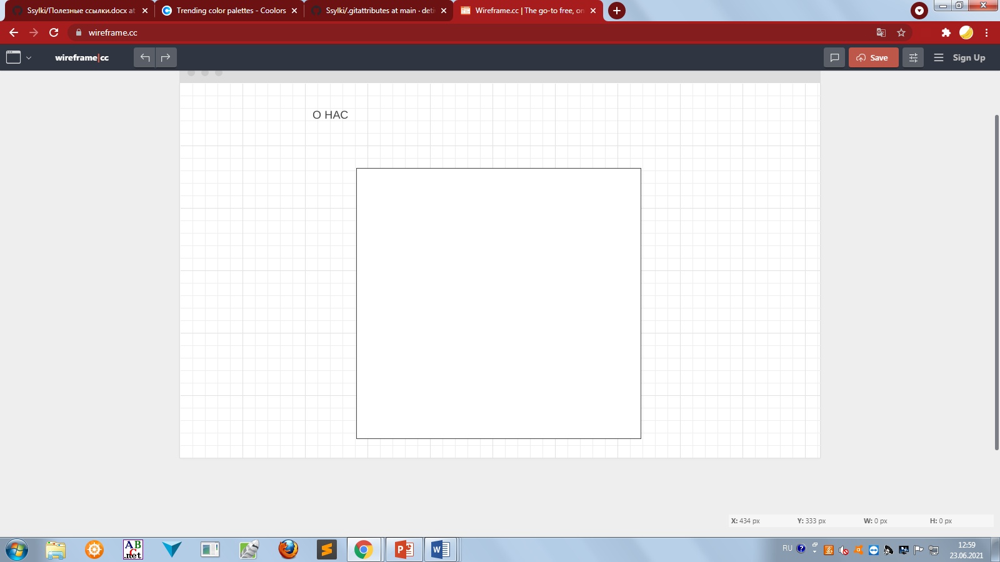 Ssylki/Полезные ссылки.docx at
Trending color palettes - Coolors
Ssylki/.gitattributes at main · deti
Wireframe.cc | The go-to free, on
wireframe.cc
wireframe|cc
Save
Sign Up
О НАС
X: 434 px
Y: 333 px
W: 0 px
H: 0 px
ABC.net
RU
12:59
23.06.2021